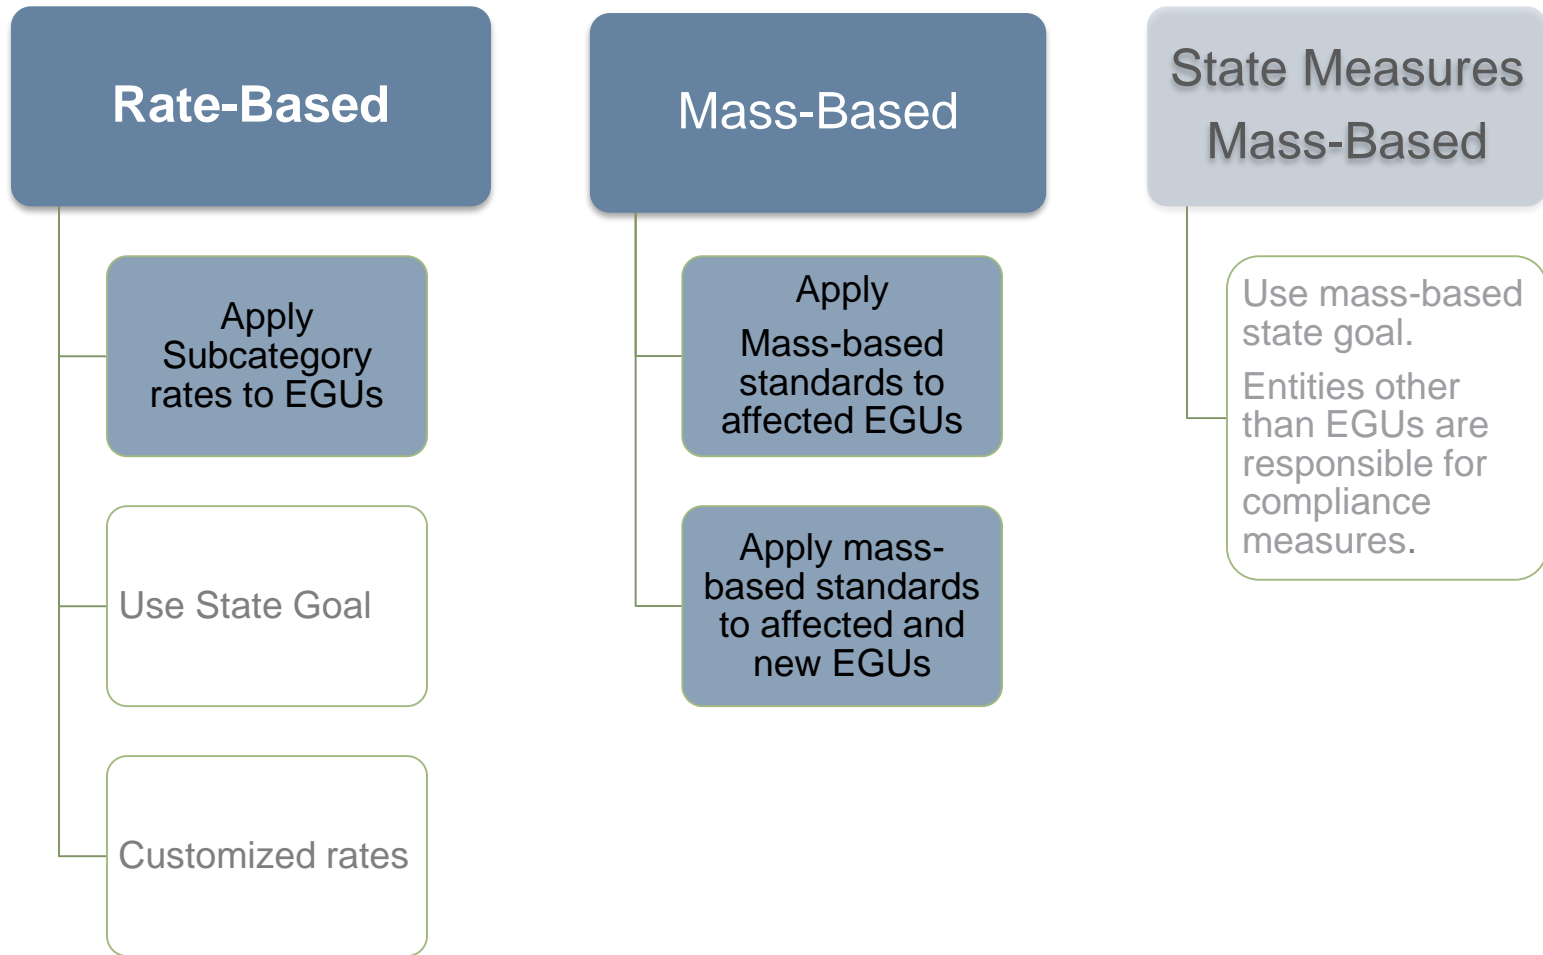 Rate-Based
Apply
Subcategory
rates to EGUs
Use State Goal
Customized rates
Mass-Based
Apply
Mass-based
standards to
affected EGUs
Apply mass-
based standards
to affected and
new EGUs
State Measures
Mass-Based
Use mass-based
state goal.
Entities other
than EGUs are
responsible for
compliance
measures.